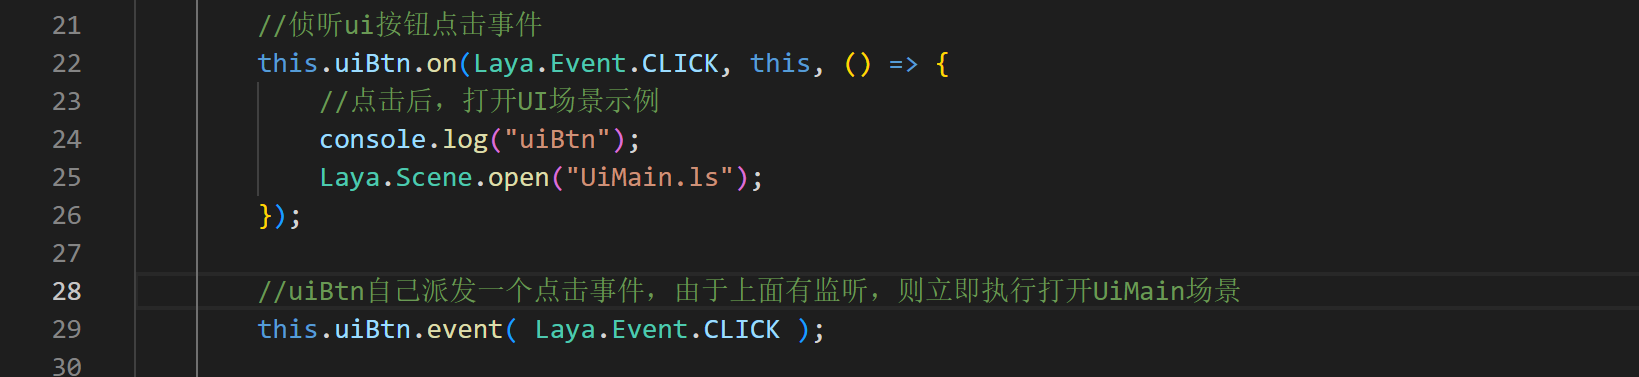 21 //侦听ui按钮点击事件
22 this.uiBtn.on(Laya.Event.CLICK, this, () => {
23 //点击后，打开UI场景示例
24 console.log("uiBtn");
25 Laya.Scene.open("UiMain.ls");
26 });
27
28 //uiBtn自己派发一个点击事件，由于上面有监听，则立即执行打开UiMain场景
29 this.uiBtn.event( Laya.Event.CLICK );
30